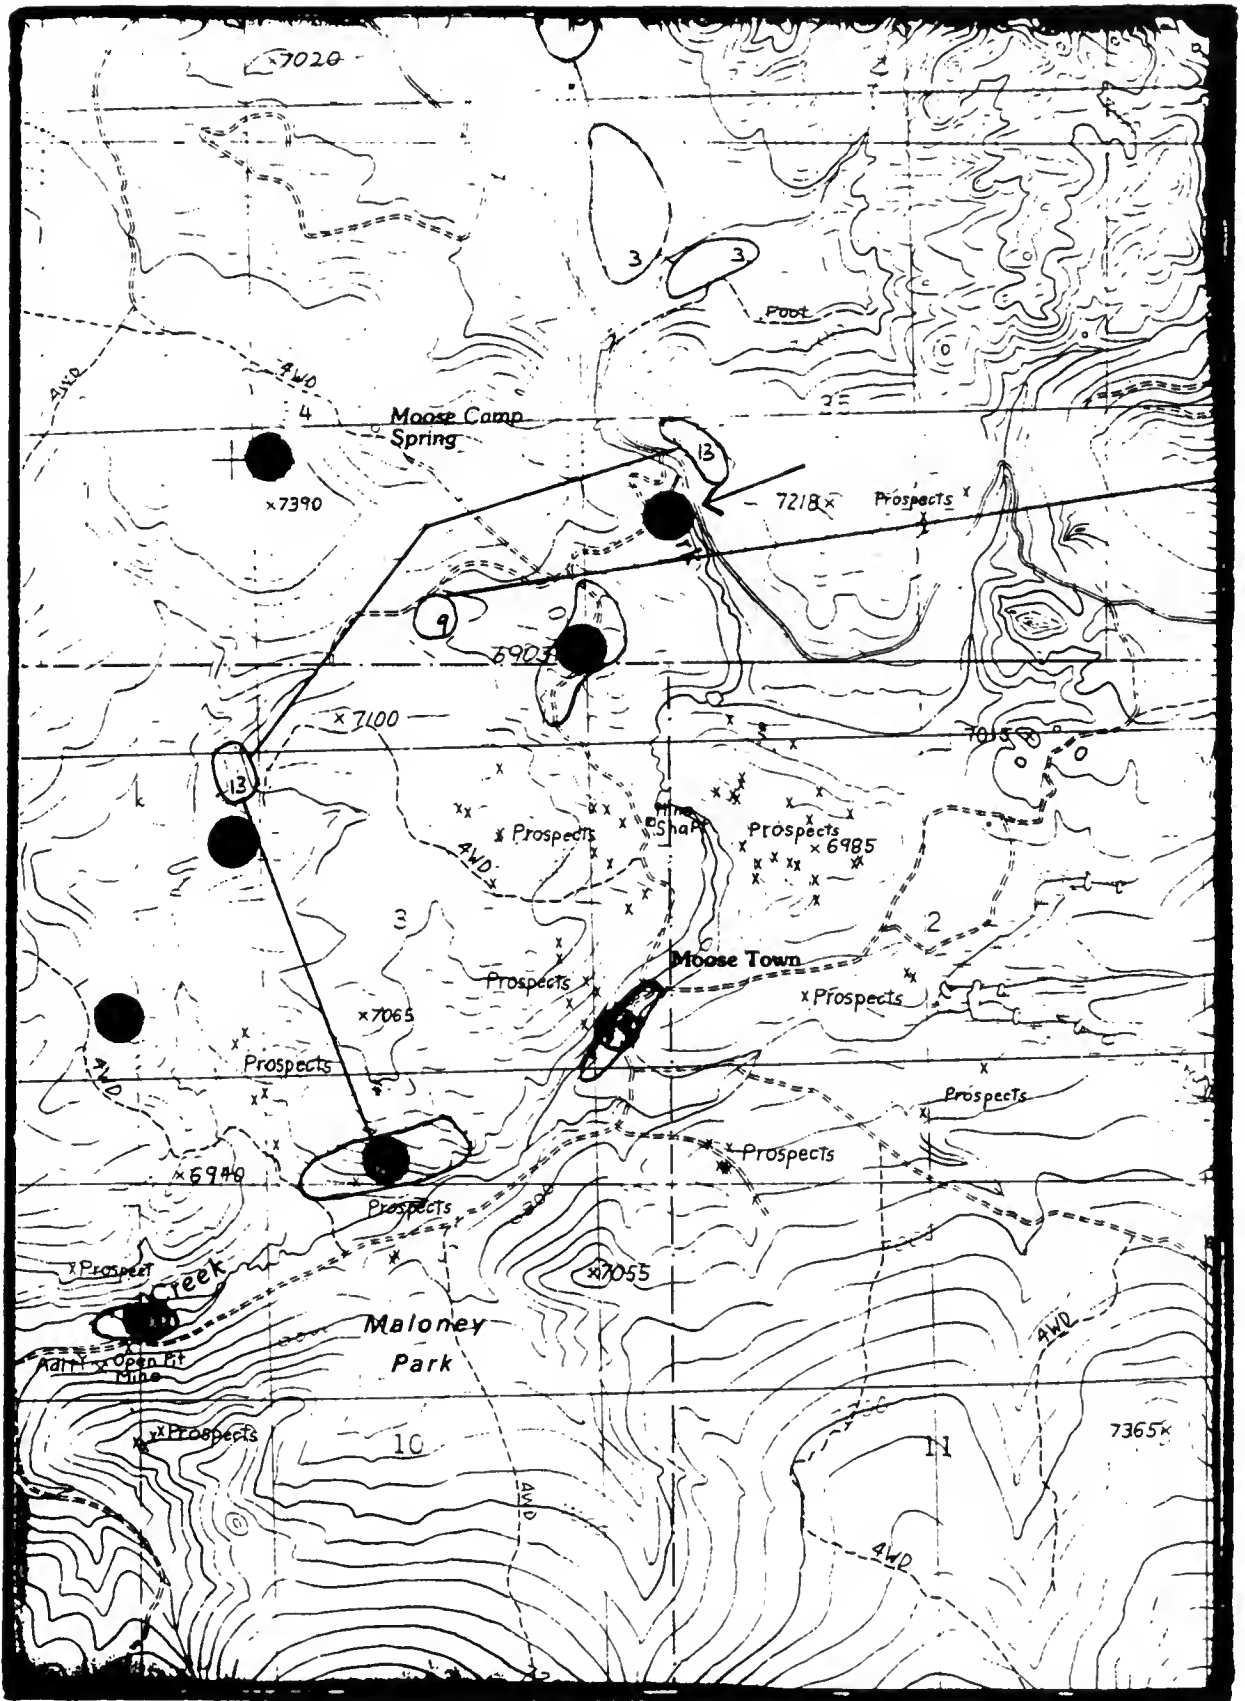 ×7020
3
3
Foot
4WD
4WD
4
Moose Camp
Spring
35
13
×7390
7218×
Prospects
9
6903
×7100
7015×
13
Mine
Shaft
Prospects
Prospects
×6985
4WD
3
2
Moose Town
Prospects
×Prospects
×7065
4WD
Prospects
Prospects
Prospects
×6940
Prospects
×7055
×Prospect
Creek
Maloney
Park
Adit
Open Pit
Mine
4WD
×Prospects
10
11
7365×
4WD
4WD